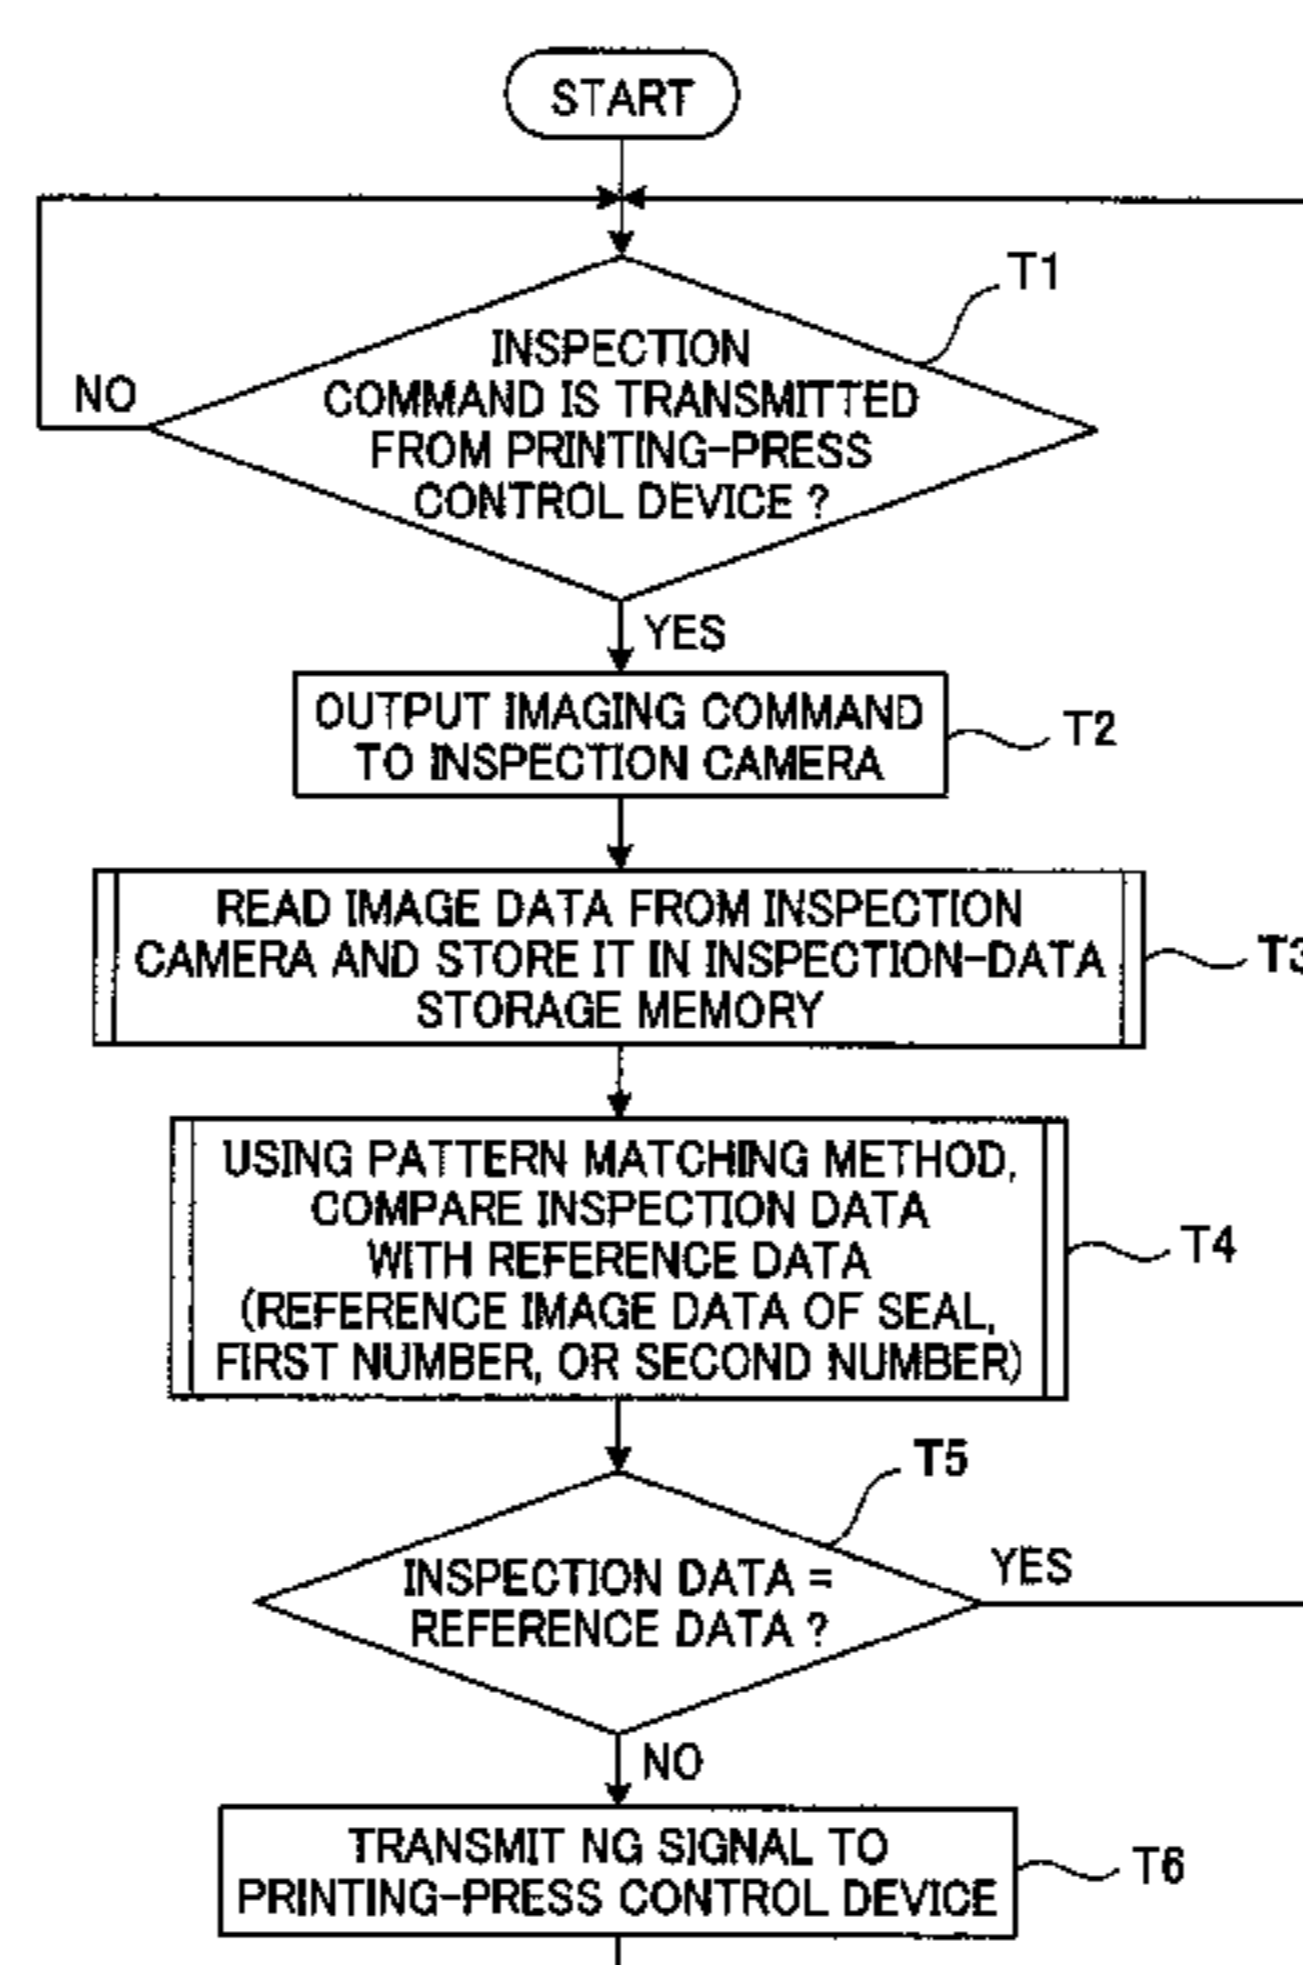 START
T1
INSPECTION
COMMAND IS TRANSMITTED
FROM PRINTING-PRESS
CONTROL DEVICE ?
NO
YES
OUTPUT IMAGING COMMAND
TO INSPECTION CAMERA
T2
READ IMAGE DATA FROM INSPECTION
CAMERA AND STORE IT IN INSPECTION-DATA
STORAGE MEMORY
T3
USING PATTERN MATCHING METHOD,
COMPARE INSPECTION DATA
WITH REFERENCE DATA
(REFERENCE IMAGE DATA OF SEAL,
FIRST NUMBER, OR SECOND NUMBER)
T4
T5
INSPECTION DATA =
REFERENCE DATA ?
YES
NO
TRANSMIT NG SIGNAL TO
PRINTING-PRESS CONTROL DEVICE
T6